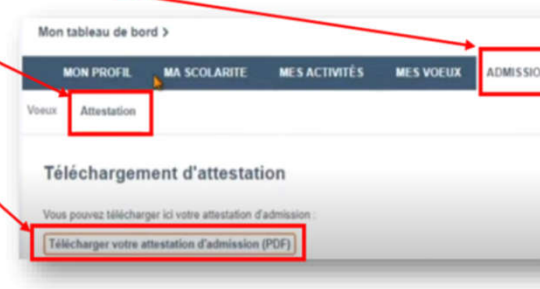 Mon tableau de bord >
MON PROFIL MA SCOLARITE MES ACTIVITÉS MES VOEUX ADMISSIO
Voeux Attestation
Téléchargement d'attestation
Vous pouvez télécharger ici votre attestation d'admission :
Télécharger votre attestation d'admission (PDF)